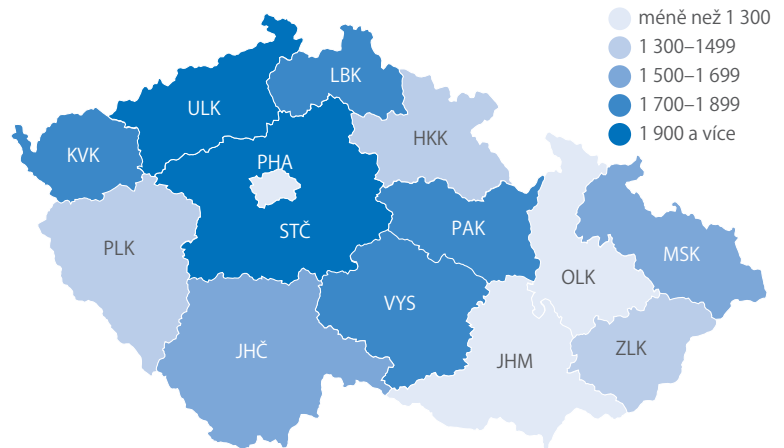 méně než 1 300
1 300–1499
1 500–1 699
1 700–1 899
1 900 a více
LBK
ULK
HKK
KVK
PHA
STČ
PAK
PLK
MSK
OLK
VYS
JHČ
JHM
ZLK